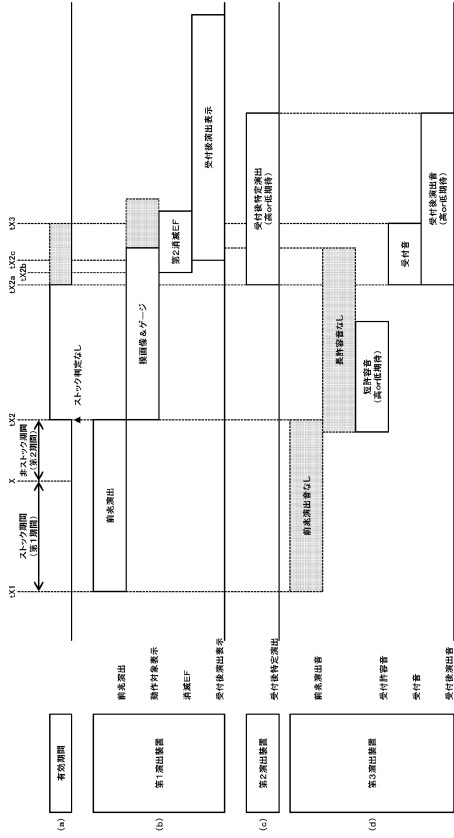 tX1
X
tX2
tX2a
tX2b
tX2c
tX3
ストック期間
(第1期間)
非ストック期間
(第2期間)
(a)
有効期間
ストック判定なし
(b)
第1演出装置
前兆演出
前兆演出
動作対象表示
操画像&ゲージ
消滅EF
第2消滅EF
受付後演出表示
受付後演出表示
(c)
第2演出装置
受付後特定演出
受付後特定演出
(高or低期待)
(d)
第3演出装置
前兆演出音
前兆演出音なし
長許容音なし
受付許容音
短許容音
(高or低期待)
受付音
受付音
受付後演出音
受付後演出音
(高or低期待)